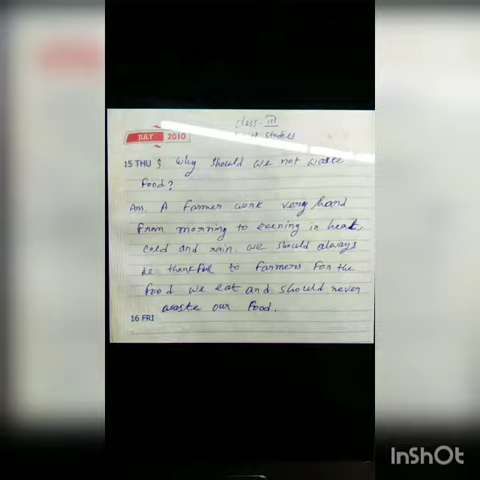 class-III
JULY 2010
Studies
15 THU Why should we not waste
food?
Ans. A farmer work very hard
from morning to evening in heat,
cold and rain. we should always
be thankful to farmers for the
food we eat and should never
waste our food.
16 FRI
InShOt